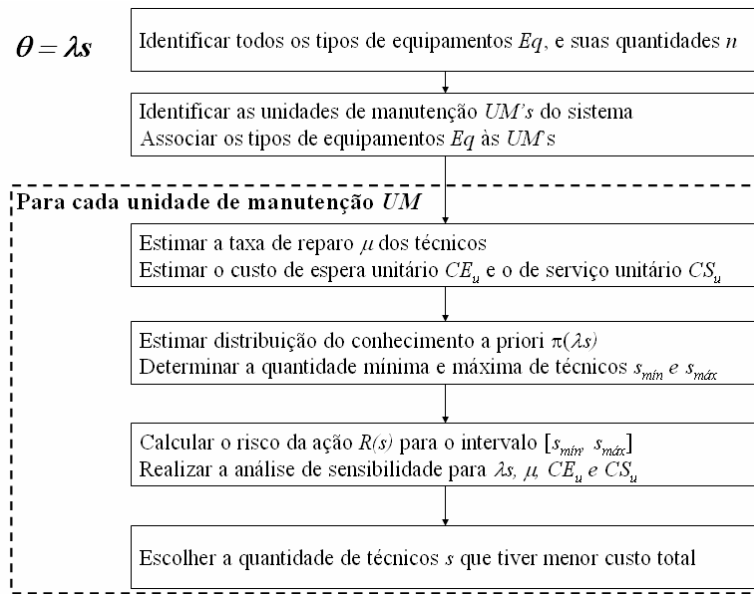 θ = λs
Identificar todos os tipos de equipamentos Eq, e suas quantidades n
Identificar as unidades de manutenção UM's do sistema
Associar os tipos de equipamentos Eq às UM's
Para cada unidade de manutenção UM
Estimar a taxa de reparo μ dos técnicos
Estimar o custo de espera unitário CEu e o de serviço unitário CSu
Estimar distribuição do conhecimento a priori π(λs)
Determinar a quantidade mínima e máxima de técnicos smín e smáx
Calcular o risco da ação R(s) para o intervalo [smín, smáx]
Realizar a análise de sensibilidade para λs, μ, CEu e CSu
Escolher a quantidade de técnicos s que tiver menor custo total